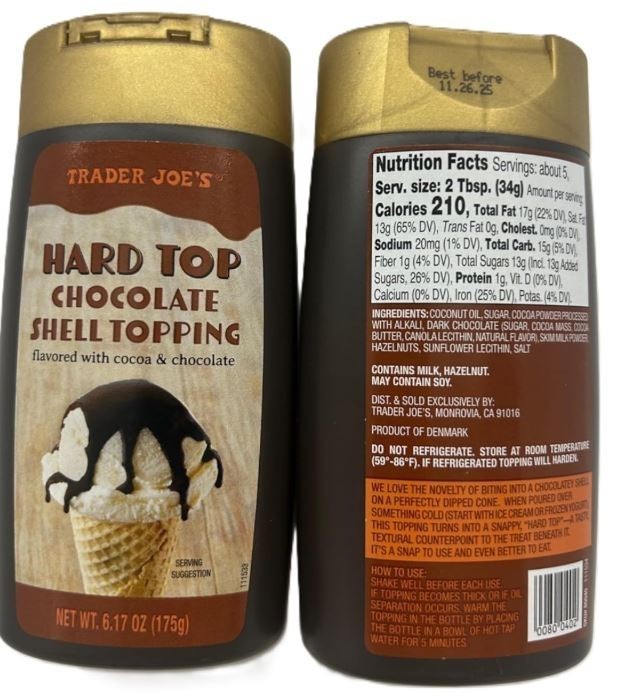 TRADER JOE'S®
HARD TOP
CHOCOLATE
SHELL TOPPING
flavored with cocoa & chocolate
SERVING
SUGGESTION
111533
NET WT. 6.17 OZ (175g)
Best before
11.26.25
Nutrition Facts Servings: about 5,
Serv. size: 2 Tbsp. (34g) Amount per serving
Calories 210, Total Fat 17g (22% DV), Sat. Fat
13g (65% DV), Trans Fat 0g, Cholest. 0mg (0% DV),
Sodium 20mg (1% DV), Total Carb. 15g (5% DV),
Fiber 1g (4% DV), Total Sugars 13g (Incl. 13g Added
Sugars, 26% DV), Protein 1g, Vit. D (0% DV),
Calcium (0% DV), Iron (25% DV), Potas. (4% DV).
INGREDIENTS: COCONUT OIL, SUGAR, COCOA POWDER PROCESSED
WITH ALKALI, DARK CHOCOLATE (SUGAR, COCOA MASS, COCOA
BUTTER, CANOLA LECITHIN, NATURAL FLAVOR), SKIM MILK POWDER,
HAZELNUTS, SUNFLOWER LECITHIN, SALT
CONTAINS MILK, HAZELNUT.
MAY CONTAIN SOY.
DIST. & SOLD EXCLUSIVELY BY:
TRADER JOE'S, MONROVIA, CA 91016
PRODUCT OF DENMARK
DO NOT REFRIGERATE. STORE AT ROOM TEMPERATURE
(59°-86°F). IF REFRIGERATED TOPPING WILL HARDEN.
WE LOVE THE NOVELTY OF BITING INTO A CHOCOLATEY SHELL
ON A PERFECTLY DIPPED CONE. WHEN POURED OVER
SOMETHING COLD (START WITH ICE CREAM OR FROZEN YOGURT)
THIS TOPPING TURNS INTO A SNAPPY, "HARD TOP"—A TASTY,
TEXTURAL COUNTERPOINT TO THE TREAT BENEATH IT.
IT'S A SNAP TO USE AND EVEN BETTER TO EAT.
HOW TO USE:
SHAKE WELL BEFORE EACH USE.
IF TOPPING BECOMES THICK OR IF OIL
SEPARATION OCCURS, WARM THE
TOPPING IN THE BOTTLE BY PLACING
THE BOTTLE IN A BOWL OF HOT TAP
WATER FOR 5 MINUTES.
0080 0402